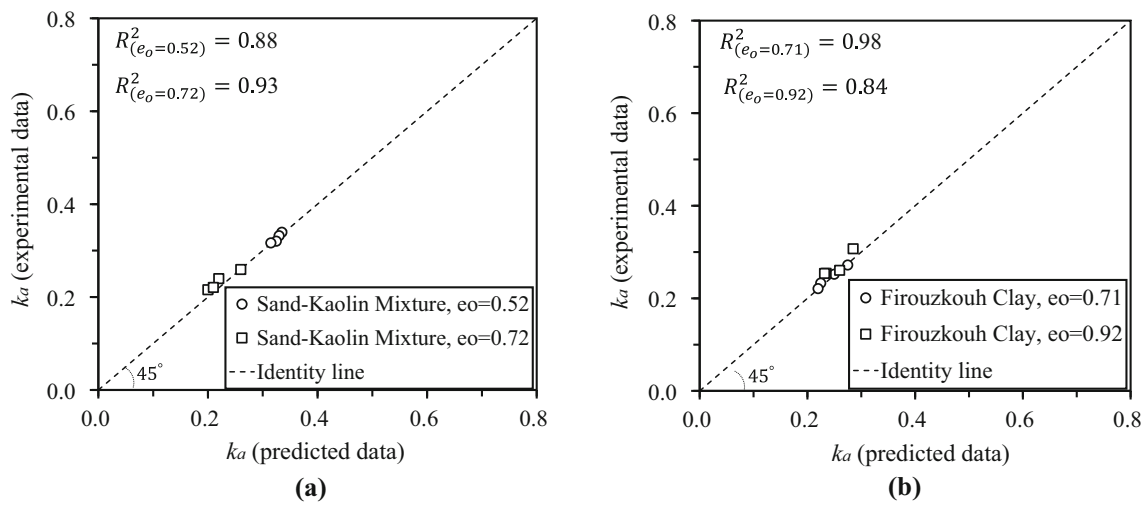 R²(eₒ=0.52) = 0.88
R²(eₒ=0.72) = 0.93
kₐ (experimental data)
0.8
0.6
0.4
0.2
0.0
45°
Sand-Kaolin Mixture, eo=0.52
Sand-Kaolin Mixture, eo=0.72
Identity line
0.0 0.2 0.4 0.6 0.8
kₐ (predicted data)
(a)
R²(eₒ=0.71) = 0.98
R²(eₒ=0.92) = 0.84
kₐ (experimental data)
0.8
0.6
0.4
0.2
0.0
45°
Firouzkouh Clay, eo=0.71
Firouzkouh Clay, eo=0.92
Identity line
0.0 0.2 0.4 0.6 0.8
kₐ (predicted data)
(b)